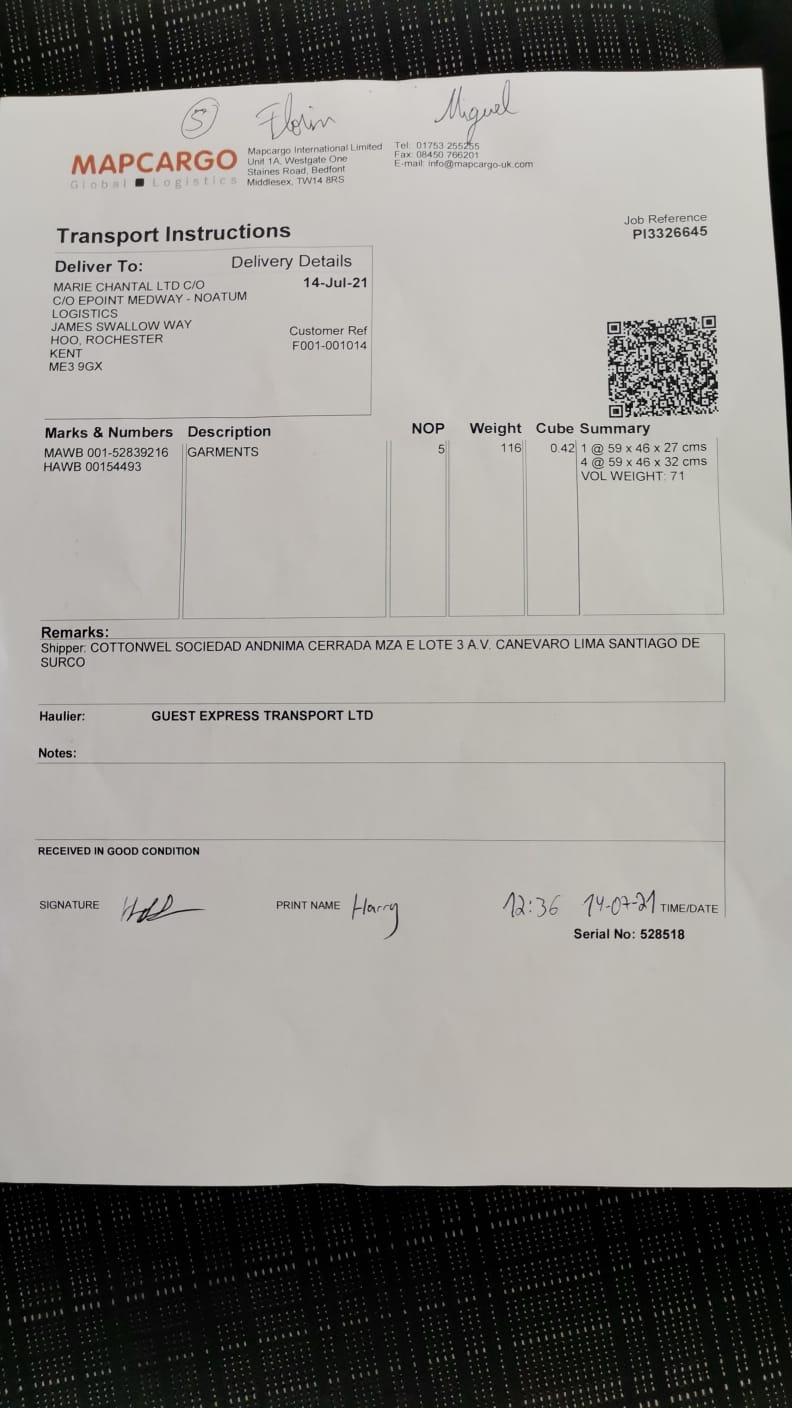 5 Florin Miguel
MAPCARGO
Global Logistics
Mapcargo International Limited
Unit 1A, Westgate One
Staines Road, Bedfont
Middlesex, TW14 8RS
Tel: 01753 255255
Fax: 08450 766201
E-mail: info@mapcargo-uk.com
Job Reference
PI3326645
Transport Instructions
Deliver To: Delivery Details
MARIE CHANTAL LTD C/O 14-Jul-21
C/O EPOINT MEDWAY - NOATUM
LOGISTICS
JAMES SWALLOW WAY Customer Ref
HOO, ROCHESTER F001-001014
KENT
ME3 9GX
Marks & Numbers Description NOP Weight Cube Summary
MAWB 001-52839216 GARMENTS 5 116 0.42 1 @ 59 x 46 x 27 cms
HAWB 00154493 4 @ 59 x 46 x 32 cms
VOL WEIGHT: 71
Remarks:
Shipper: COTTONWEL SOCIEDAD ANDNIMA CERRADA MZA E LOTE 3 A.V. CANEVARO LIMA SANTIAGO DE
SURCO
Haulier: GUEST EXPRESS TRANSPORT LTD
Notes:
RECEIVED IN GOOD CONDITION
SIGNATURE PRINT NAME Harry 12:36 14-07-21 TIME/DATE
Serial No: 528518